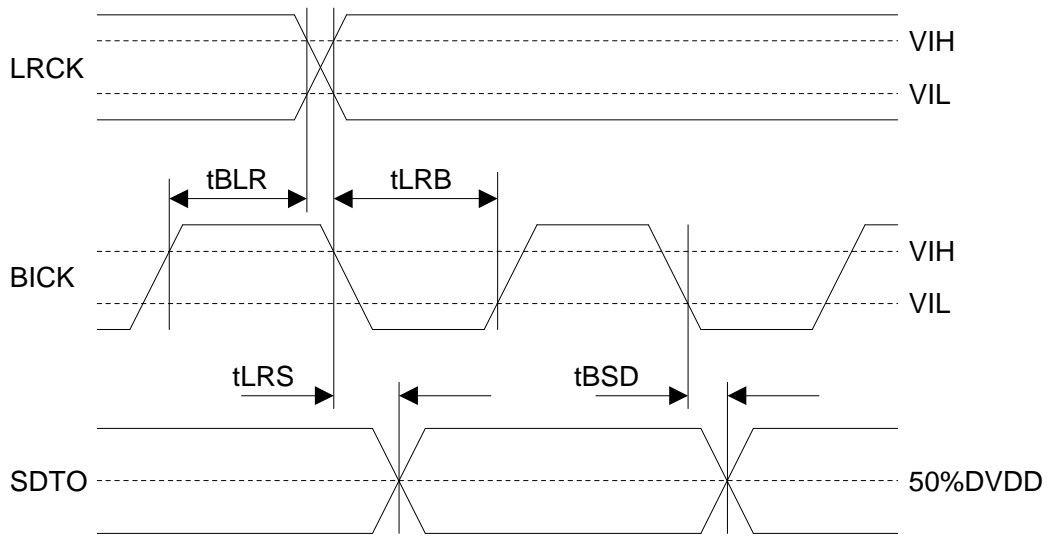 LRCK
VIH
VIL
tBLR
tLRB
BICK
VIH
VIL
tLRS
tBSD
SDTO
50%DVDD